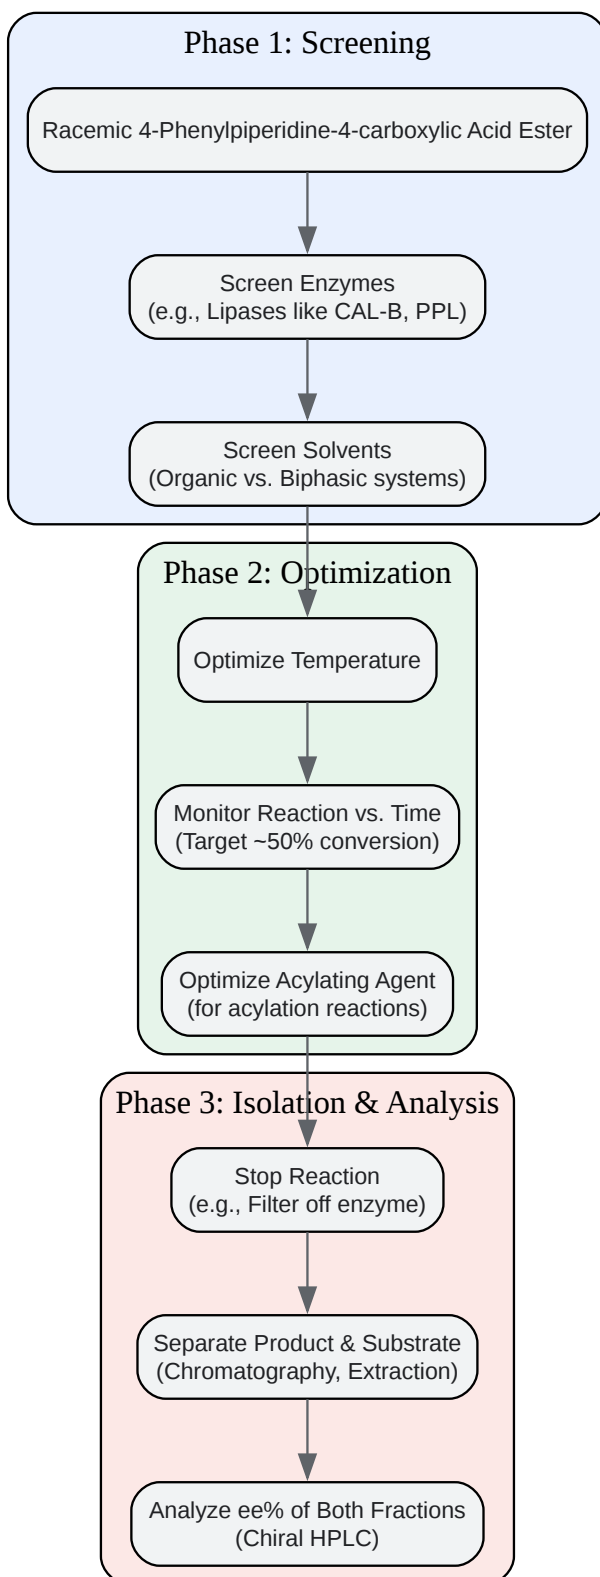 Phase 1: Screening
Racemic 4-Phenylpiperidine-4-carboxylic Acid Ester
Screen Enzymes
(e.g., Lipases like CAL-B, PPL)
Screen Solvents
(Organic vs. Biphasic systems)
Phase 2: Optimization
Optimize Temperature
Monitor Reaction vs. Time
(Target ~50% conversion)
Optimize Acylating Agent
(for acylation reactions)
Phase 3: Isolation & Analysis
Stop Reaction
(e.g., Filter off enzyme)
Separate Product & Substrate
(Chromatography, Extraction)
Analyze ee% of Both Fractions
(Chiral HPLC)